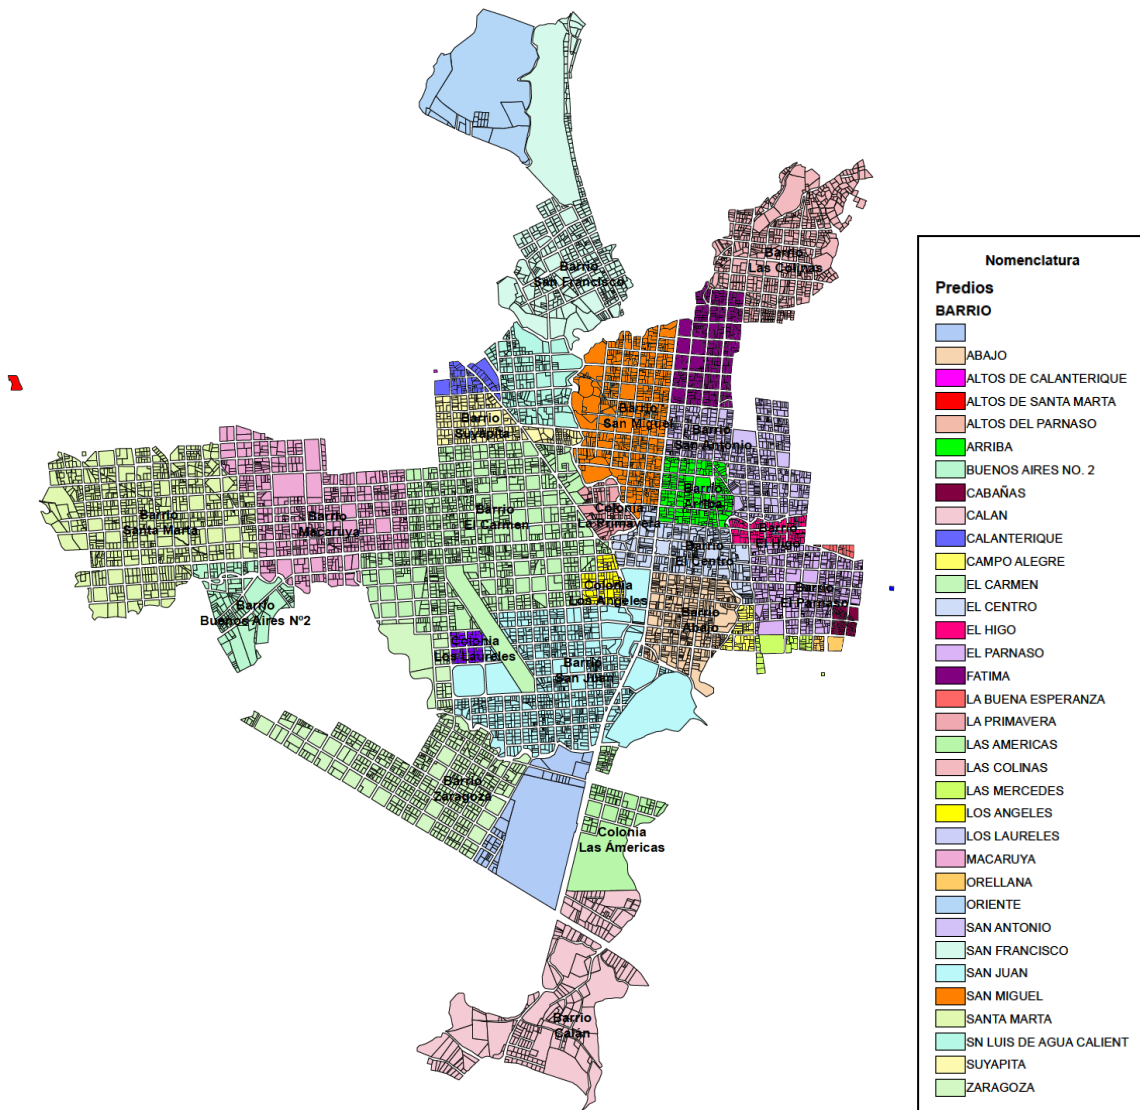 Barrio
Las Colinas
Barrio
San Francisco
Barrio
San Miguel
Barrio
Suyapita
Barrio
San Antonio
Barrio
Arriba
Colonia
La Primavera
Barrio
El Carmen
Barrio
Macaruya
Barrio
Santa Marta
Barrio
El Higo
Barrio
El Centro
Colonia
Los Angeles
Barrio
El Parnaso
Barrio
Abajo
Barrio
Buenos Aires Nº2
Colonia
Los Laureles
Barrio
San Juan
Barrio
Zaragoza
Colonia
Las Ámericas
Barrio
Calán
Nomenclatura
Predios
BARRIO
ABAJO
ALTOS DE CALANTERIQUE
ALTOS DE SANTA MARTA
ALTOS DEL PARNASO
ARRIBA
BUENOS AIRES NO. 2
CABAÑAS
CALAN
CALANTERIQUE
CAMPO ALEGRE
EL CARMEN
EL CENTRO
EL HIGO
EL PARNASO
FATIMA
LA BUENA ESPERANZA
LA PRIMAVERA
LAS AMERICAS
LAS COLINAS
LAS MERCEDES
LOS ANGELES
LOS LAURELES
MACARUYA
ORELLANA
ORIENTE
SAN ANTONIO
SAN FRANCISCO
SAN JUAN
SAN MIGUEL
SANTA MARTA
SN LUIS DE AGUA CALIENT
SUYAPITA
ZARAGOZA